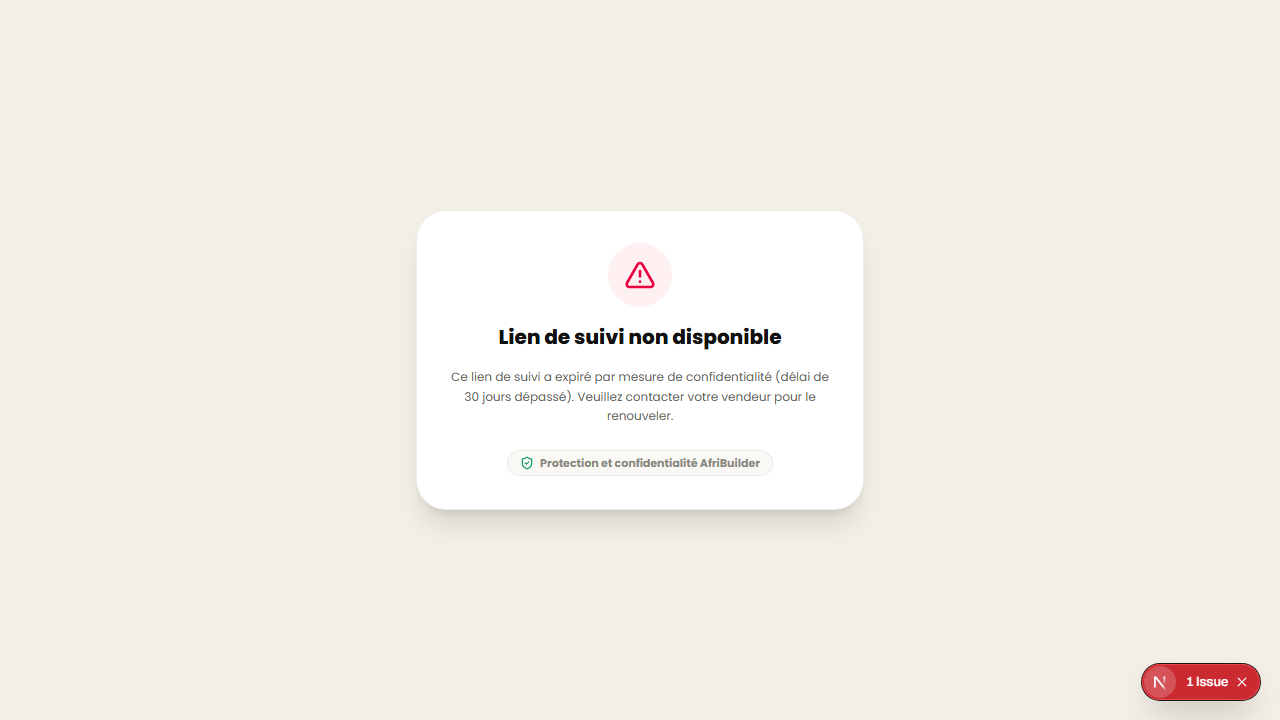 Lien de suivi non disponible
Ce lien de suivi a expiré par mesure de confidentialité (délai de
30 jours dépassé). Veuillez contacter votre vendeur pour le
renouveler.
Protection et confidentialité AfriBuilder
1 Issue